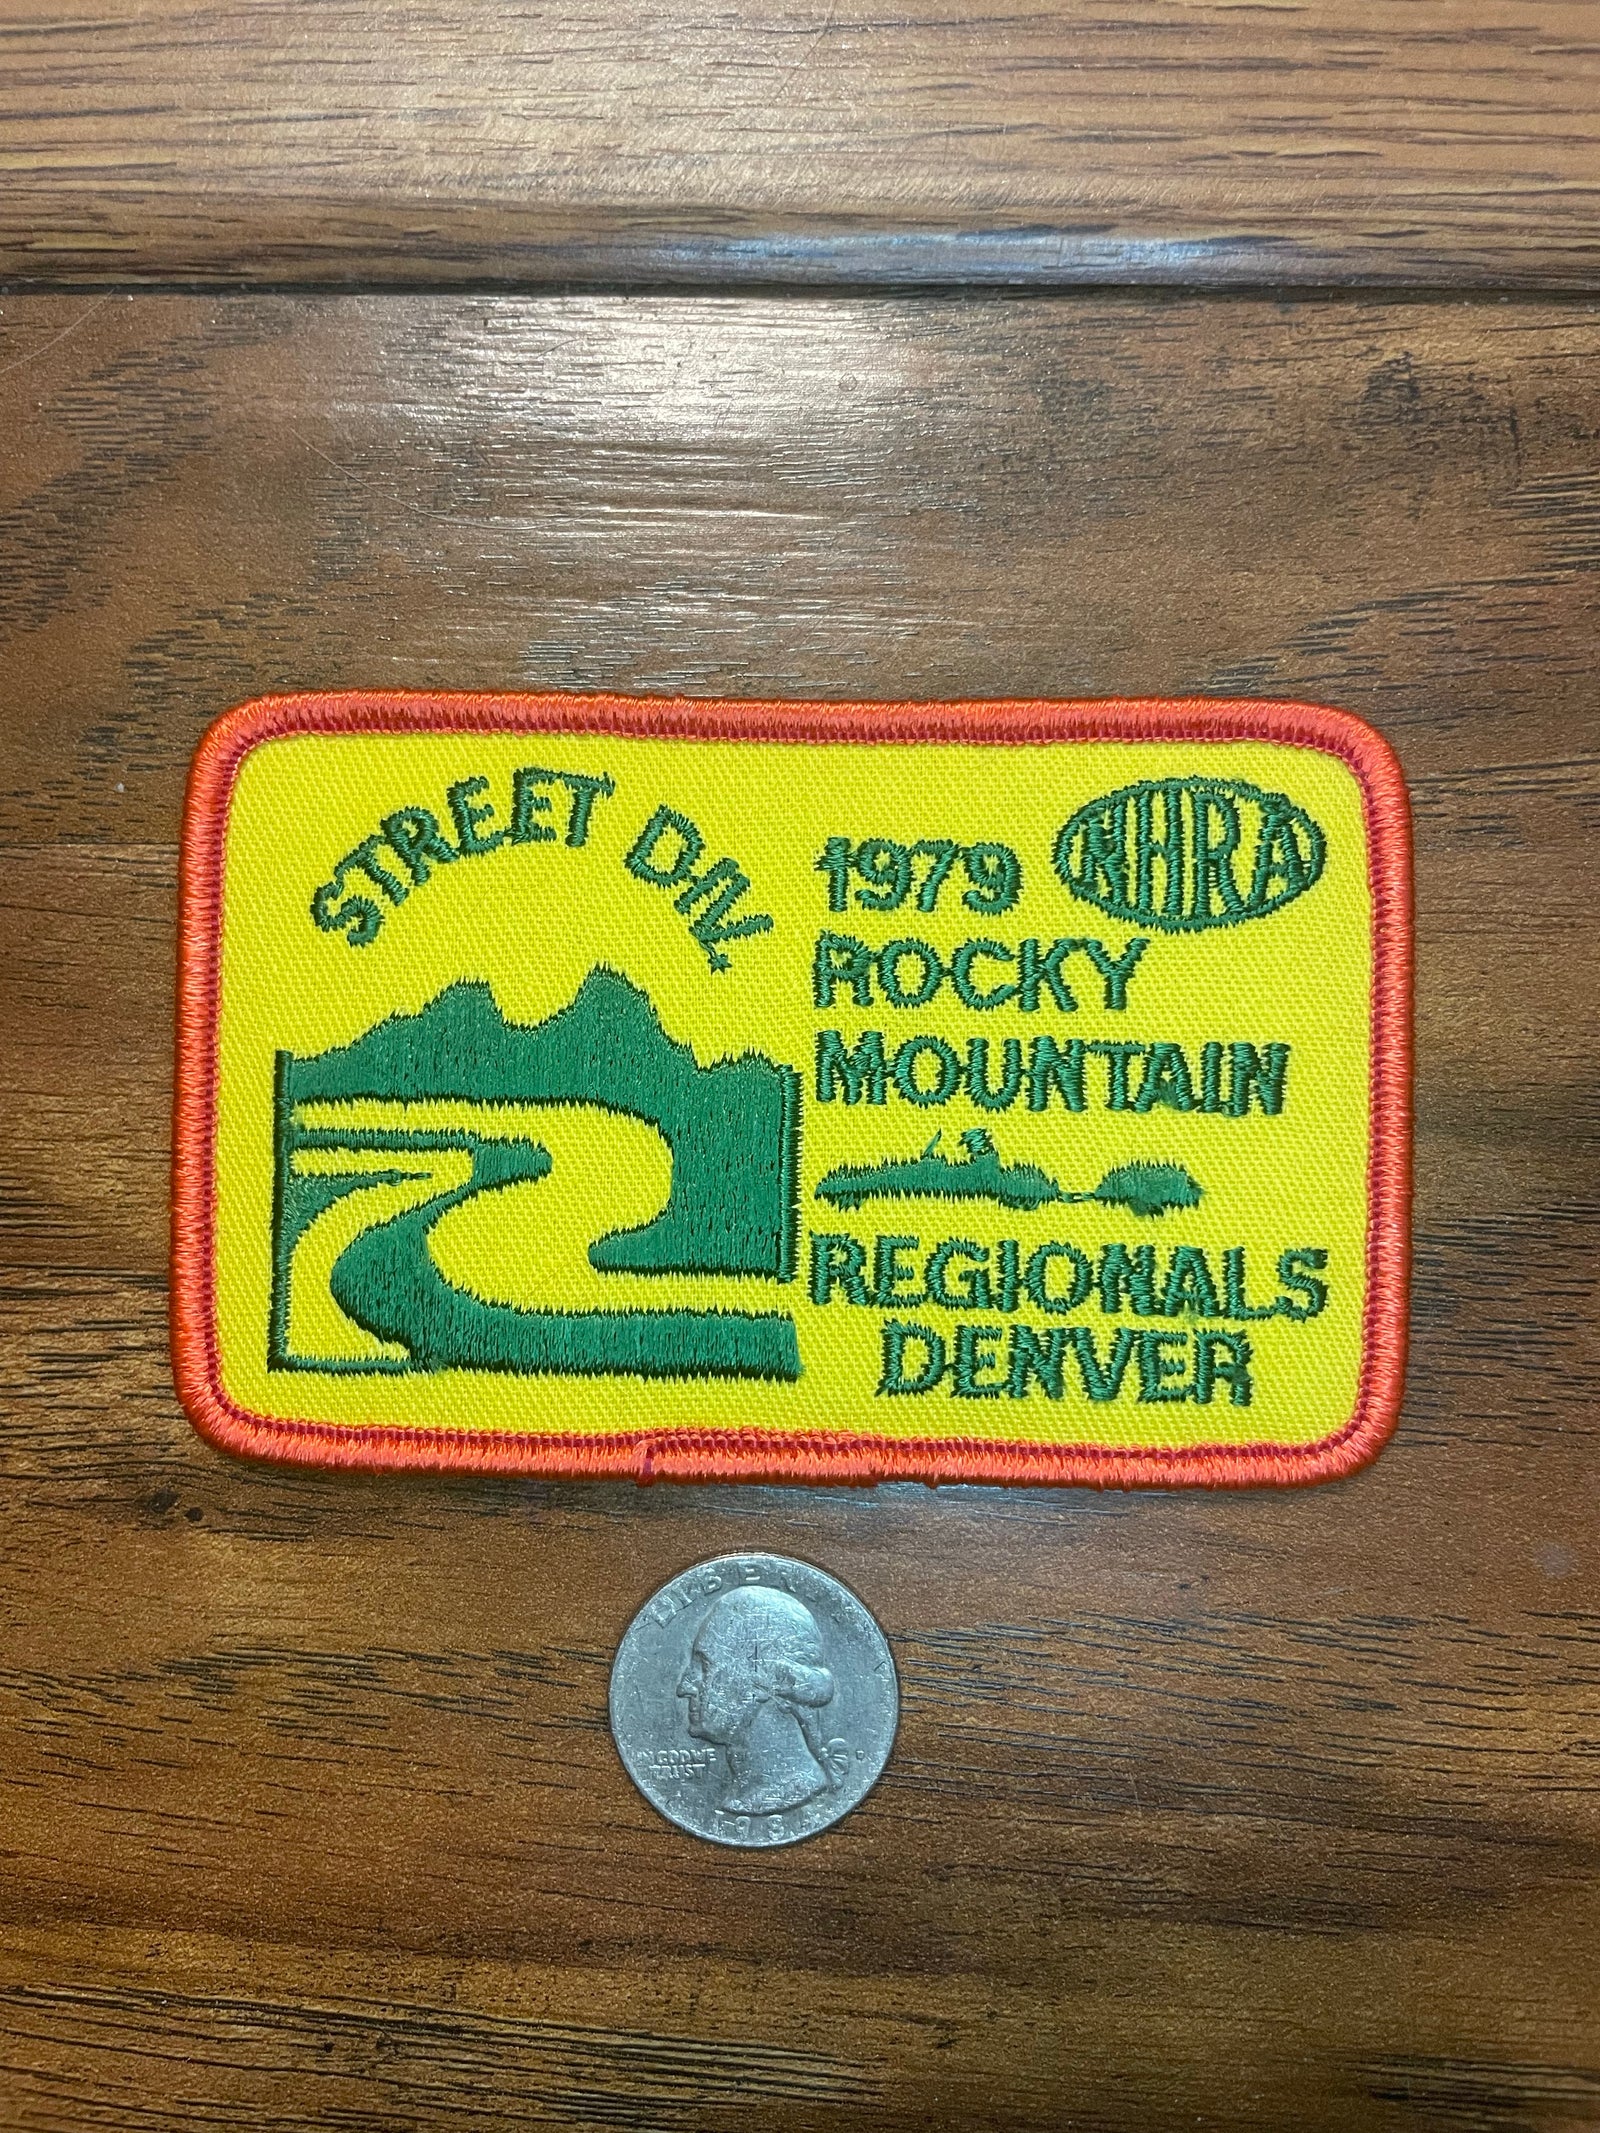 STREET DIV.
1979 NHRA
ROCKY
MOUNTAIN
REGIONALS
DENVER
LIBERTY
IN GOD WE
TRUST
D